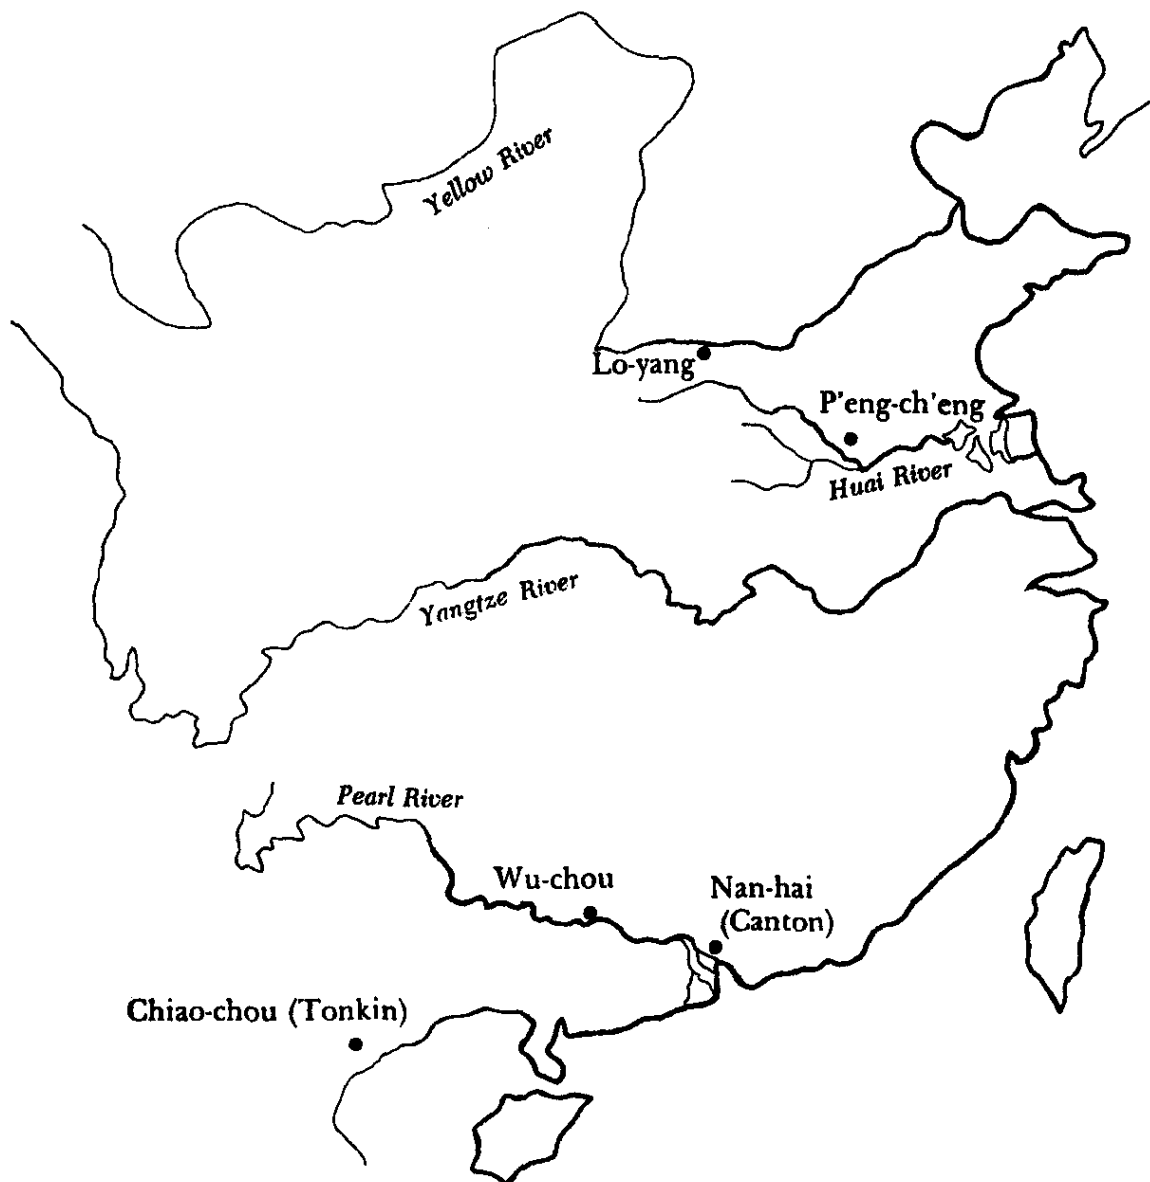 Yellow River
Lo-yang
P'eng-ch'eng
Huai River
Yangtze River
Pearl River
Wu-chou
Nan-hai
(Canton)
Chiao-chou (Tonkin)